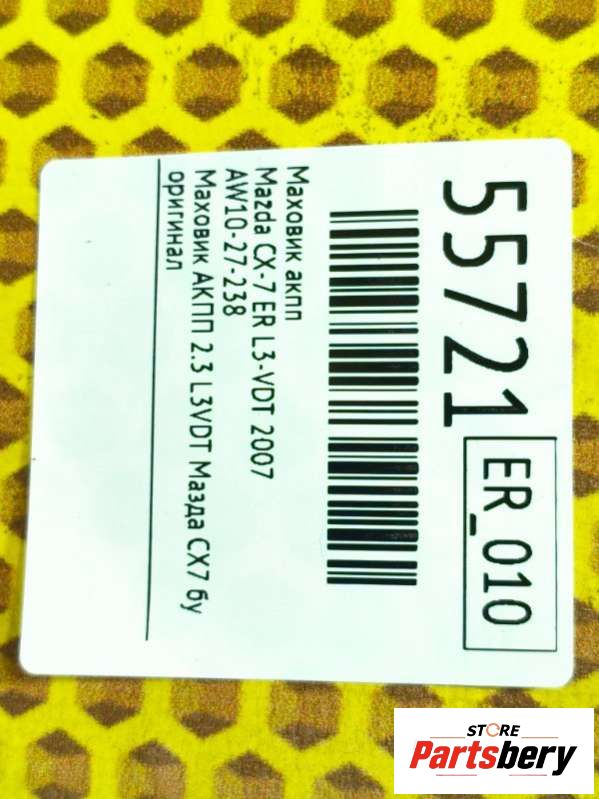 55721
ER_010
Маховик акпп
Mazda CX-7 ER L3-VDT 2007
AW10-27-238
Маховик АКПП 2.3 L3VDT Мазда СХ7 бу
оригинал
STORE
Partsbery